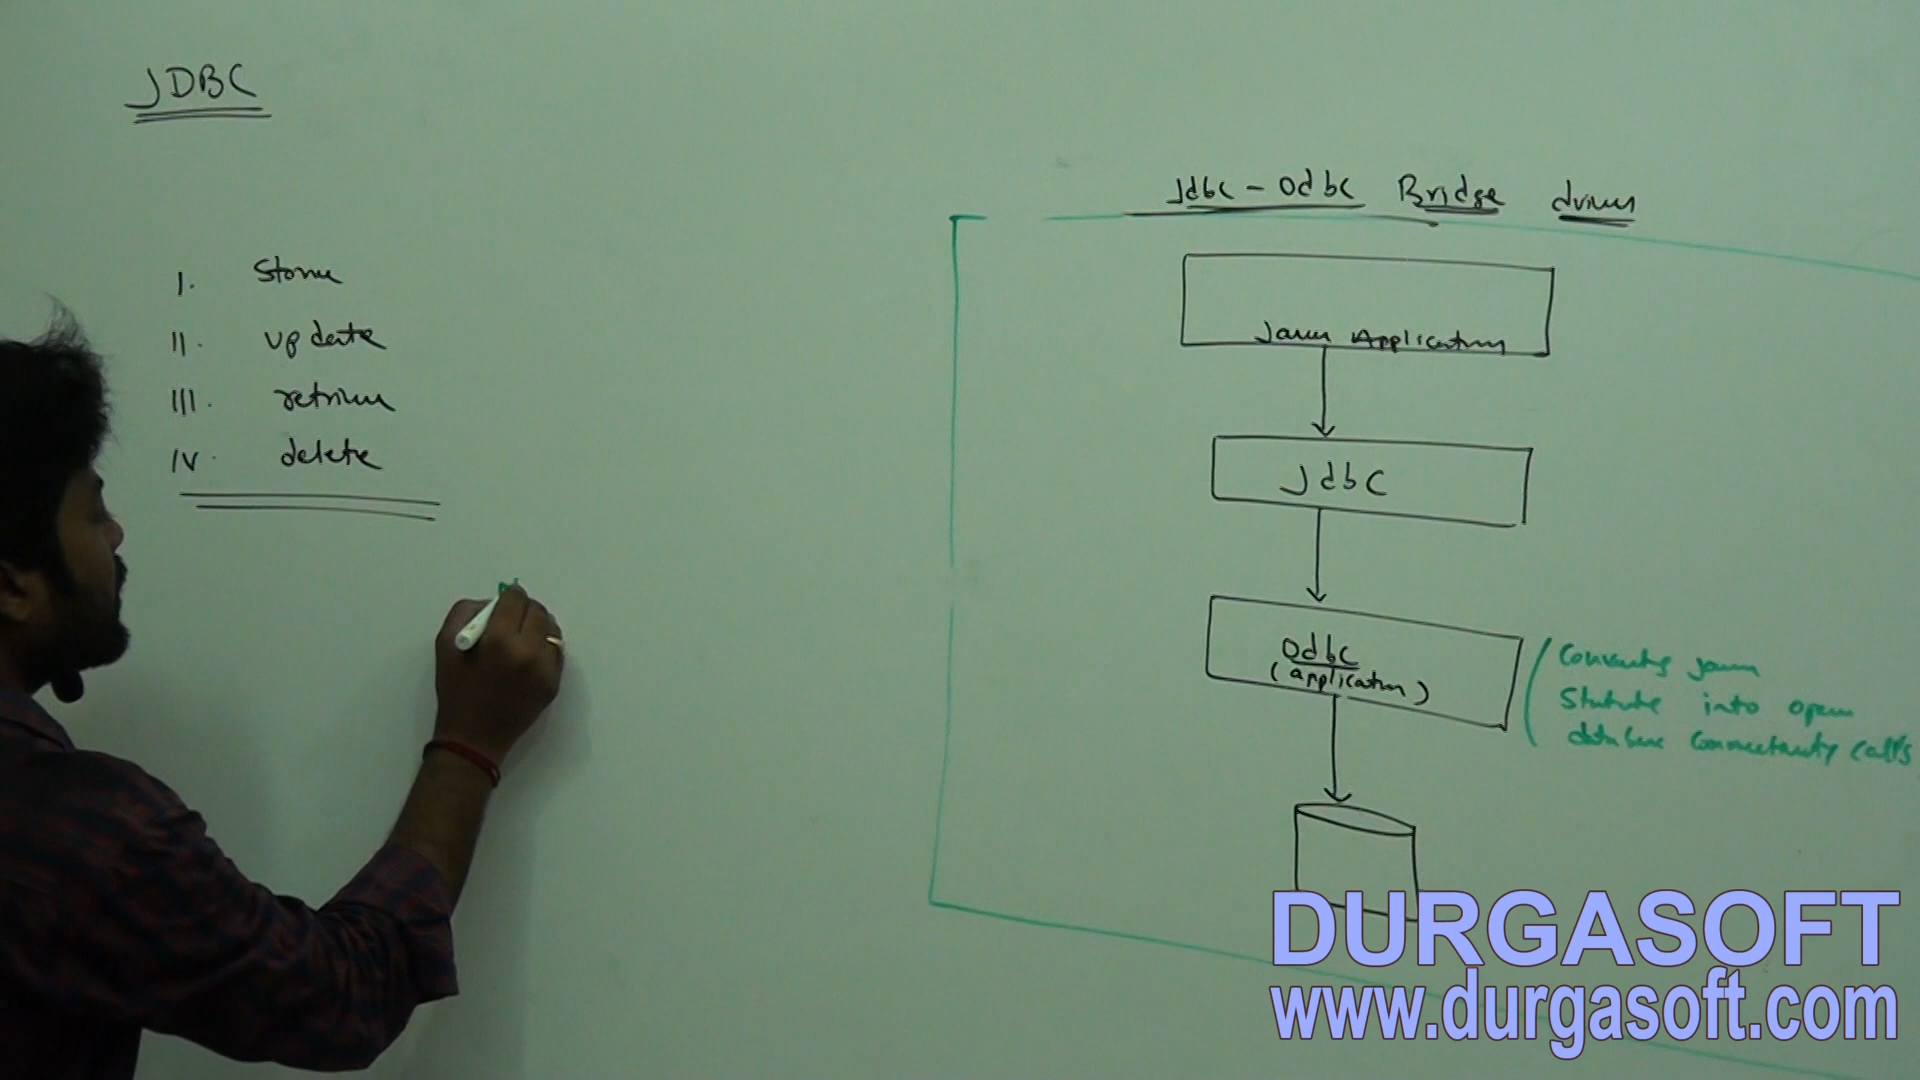 JDBC
I. Store
II. update
III. retrieve
IV. delete
Jdbc - Odbc Bridge driver
Java Application
Jdbc
Odbc
(application)
Converts java
Statute into open
database Connectivity calls
DURGASOFT
www.durgasoft.com